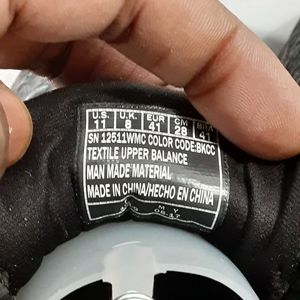 U.S. U.K. EUR CM BRA
11 8 41 28 41
SN 12511WMC COLOR CODE:BKCC
TEXTILE UPPER BALANCE
MAN MADE MATERIAL
MADE IN CHINA/HECHO EN CHINA
M Y